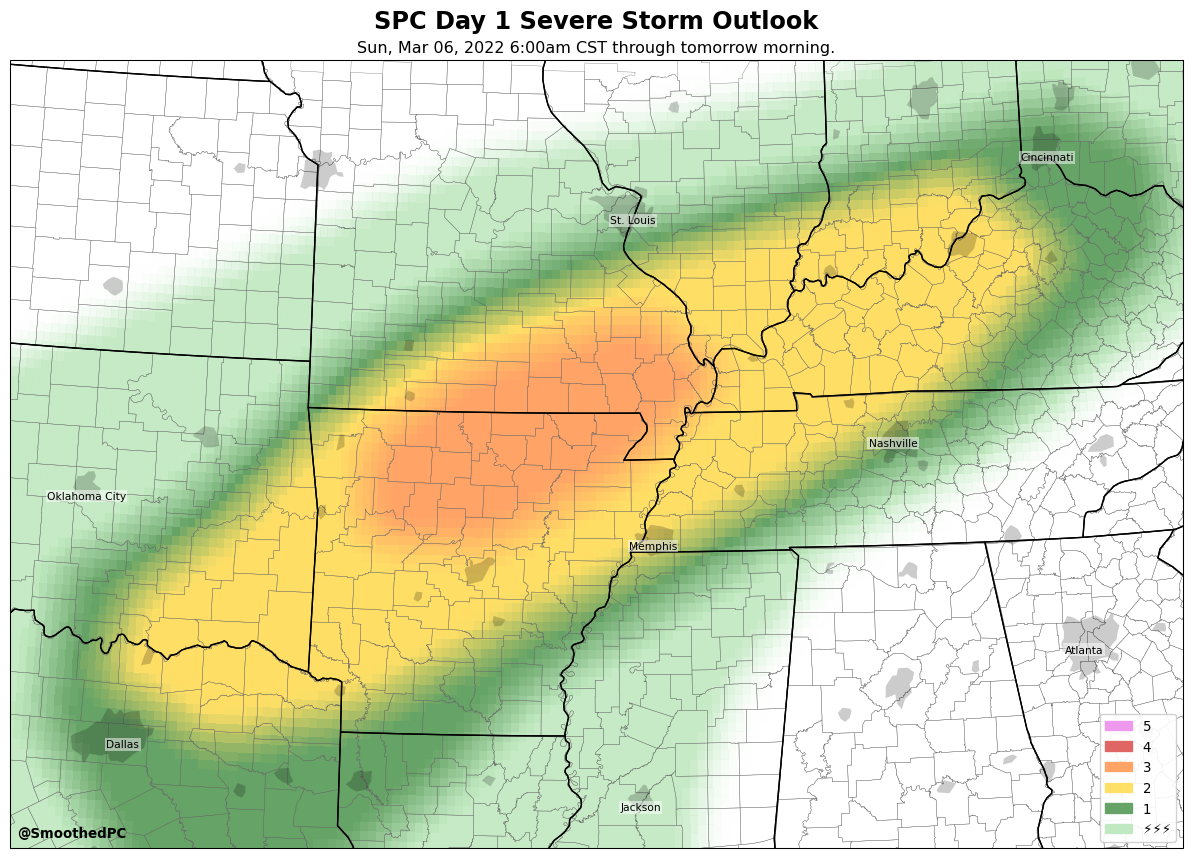 SPC Day 1 Severe Storm Outlook
Sun, Mar 06, 2022 6:00am CST through tomorrow morning.
Cincinnati
St. Louis
Nashville
Oklahoma City
Memphis
Atlanta
Dallas
Jackson
5
4
3
2
1
⚡⚡⚡
@SmoothedPC